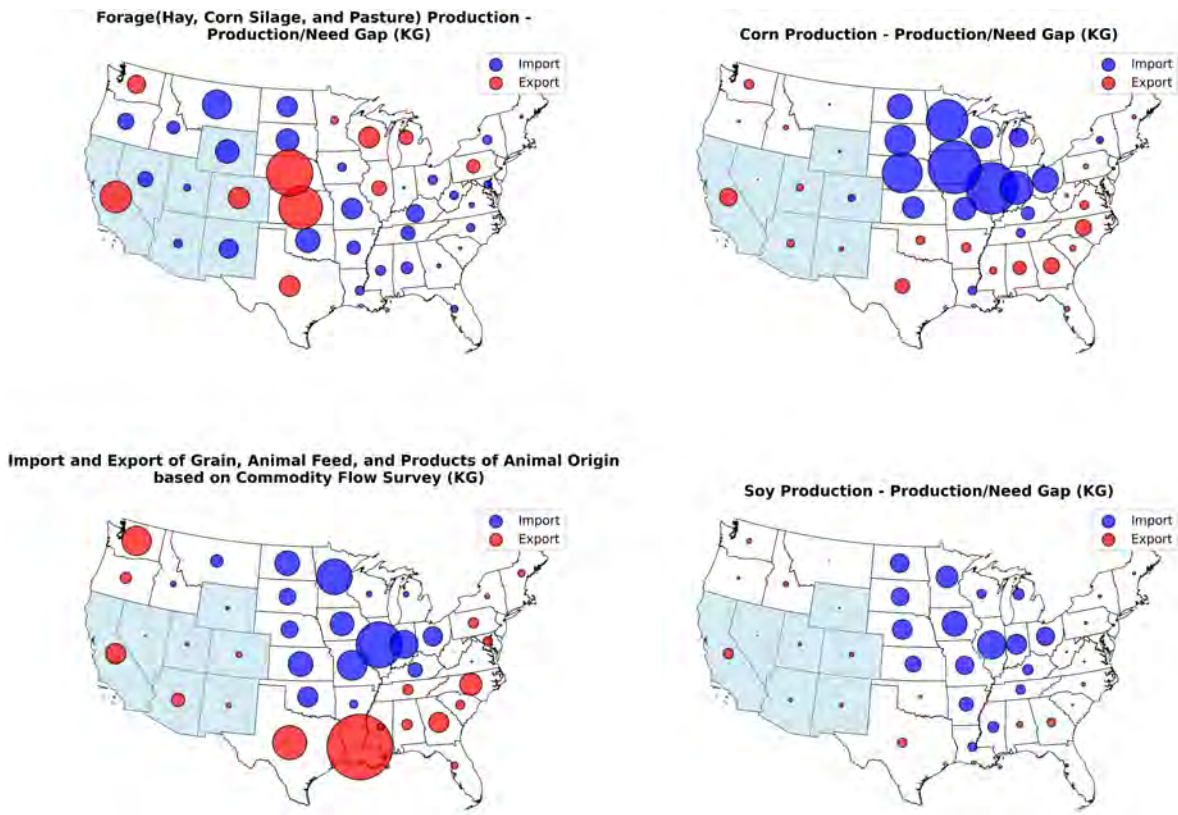 Forage(Hay, Corn Silage, and Pasture) Production -
Production/Need Gap (KG)
Import
Export
Corn Production - Production/Need Gap (KG)
Import
Export
Import and Export of Grain, Animal Feed, and Products of Animal Origin
based on Commodity Flow Survey (KG)
Import
Export
Soy Production - Production/Need Gap (KG)
Import
Export